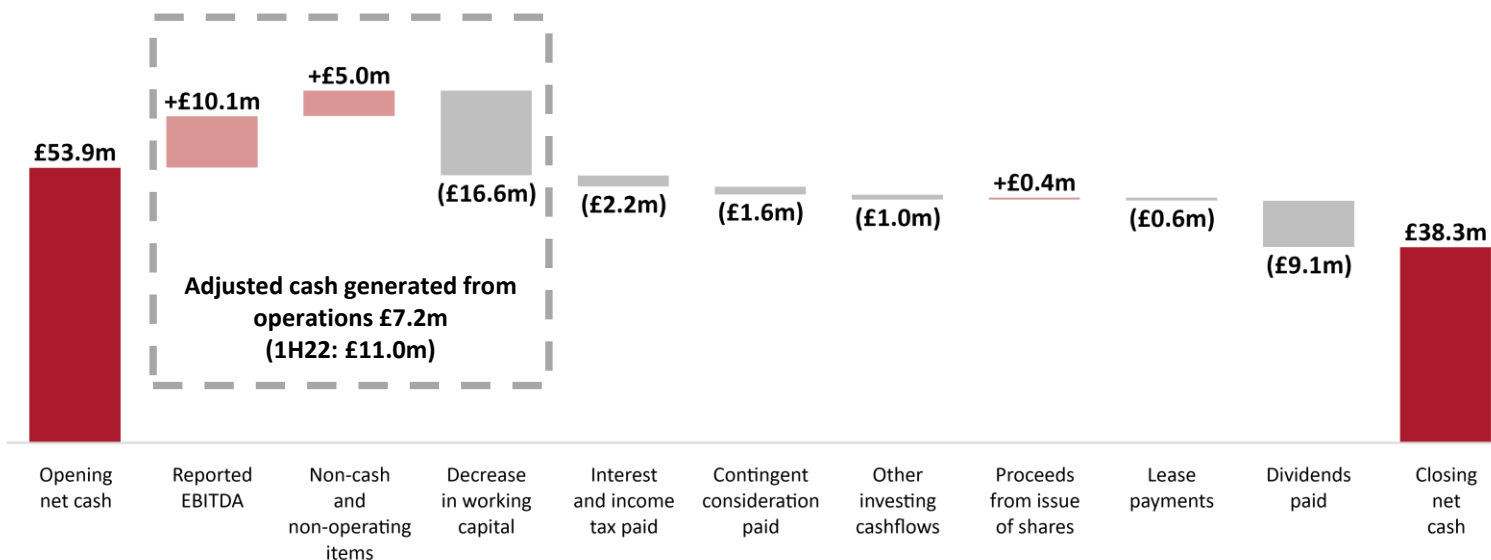 +£5.0m
+£10.1m
£53.9m
(£16.6m)
(£2.2m)
(£1.6m)
(£1.0m)
+£0.4m
(£0.6m)
(£9.1m)
£38.3m
Adjusted cash generated from
operations £7.2m
(1H22: £11.0m)
Opening
net cash
Reported
EBITDA
Non-cash
and
non-operating
items
Decrease
in working
capital
Interest
and income
tax paid
Contingent
consideration
paid
Other
investing
cashflows
Proceeds
from issue
of shares
Lease
payments
Dividends
paid
Closing
net
cash